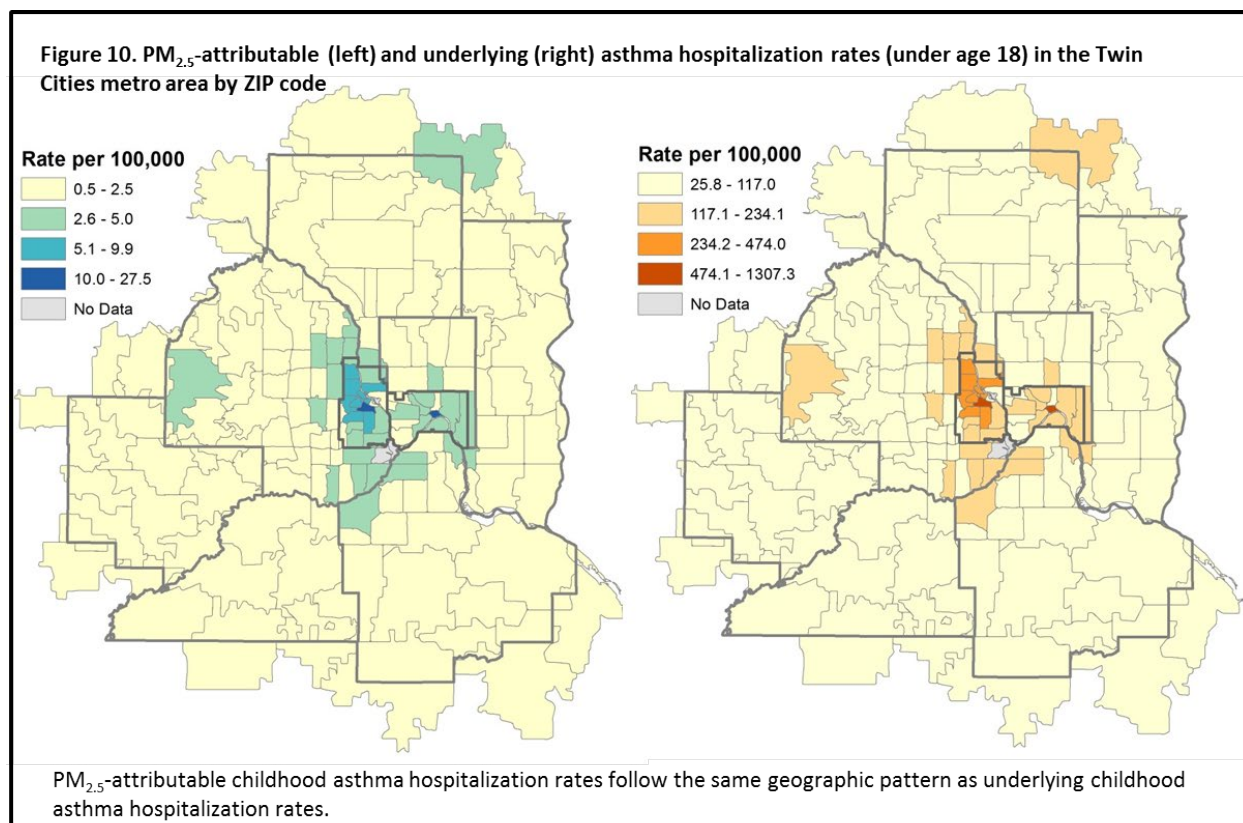 Figure 10. PM2.5-attributable (left) and underlying (right) asthma hospitalization rates (under age 18) in the Twin
Cities metro area by ZIP code
Rate per 100,000
0.5 - 2.5
2.6 - 5.0
5.1 - 9.9
10.0 - 27.5
No Data
Rate per 100,000
25.8 - 117.0
117.1 - 234.1
234.2 - 474.0
474.1 - 1307.3
No Data
PM2.5-attributable childhood asthma hospitalization rates follow the same geographic pattern as underlying childhood
asthma hospitalization rates.